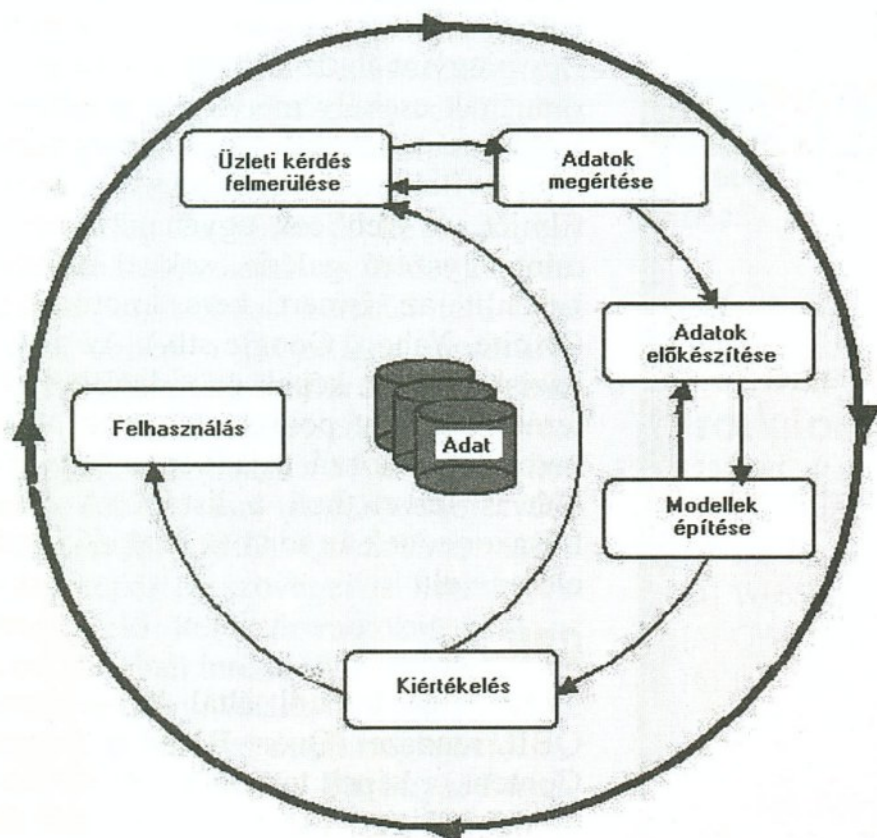 Üzleti kérdés
felmerülése
Adatok
megértése
Adatok
előkészítése
Modellek
építése
Kiértékelés
Felhasználás
Adat